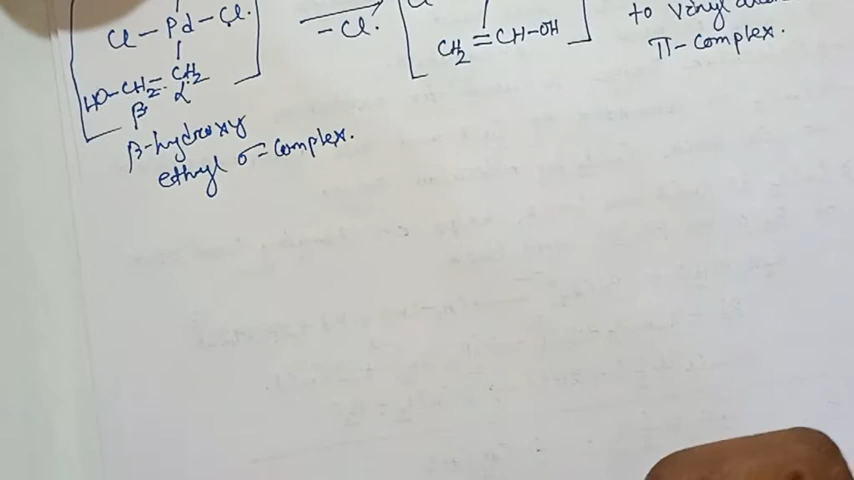 Cl–Pd–Cl.
–Cl.
HO–CH₂=CH₂
β α
CH₂=CH–OH
to vinyl
π-complex.
β-hydroxy
ethyl σ-complex.